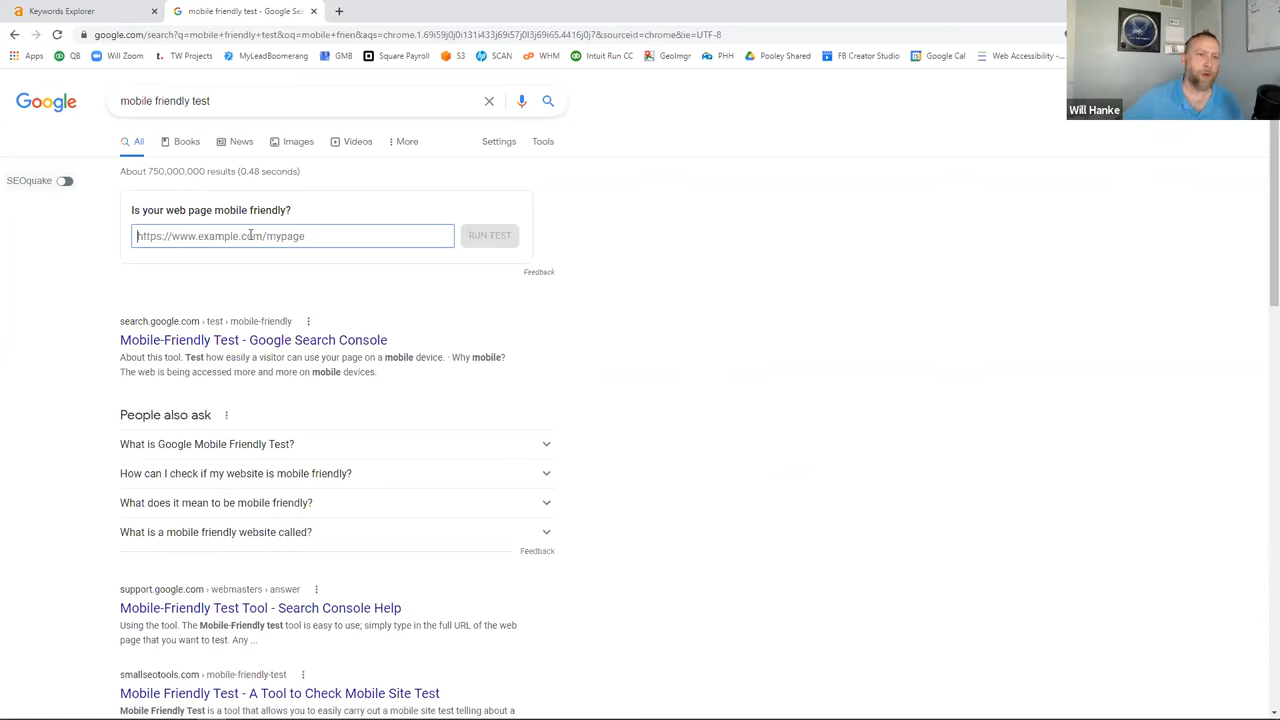 Keywords Explorer
mobile friendly test - Google Sea
google.com/search?q=mobile+friendly+test&oq=mobile+frien&aqs=chrome.1.69i59j0j0i131i433j69i57j0l3j69i65.4416j0j7&sourceid=chrome&ie=UTF-8
Apps QB Will Zoom TW Projects MyLeadBoomerang GMB Square Payroll S3 SCAN WHM Intuit Run CC GeoImgr PHH Pooley Shared FB Creator Studio Google Cal Web Accessibility
Will Hanke
Google
mobile friendly test
All Books News Images Videos More Settings Tools
About 750,000,000 results (0.48 seconds)
SEOquake
Is your web page mobile friendly?
https://www.example.com/mypage RUN TEST
Feedback
search.google.com › test › mobile-friendly
Mobile-Friendly Test - Google Search Console
About this tool. Test how easily a visitor can use your page on a mobile device. · Why mobile?
The web is being accessed more and more on mobile devices.
People also ask
What is Google Mobile Friendly Test?
How can I check if my website is mobile friendly?
What does it mean to be mobile friendly?
What is a mobile friendly website called?
Feedback
support.google.com › webmasters › answer
Mobile-Friendly Test Tool - Search Console Help
Using the tool. The Mobile-Friendly test tool is easy to use; simply type in the full URL of the web
page that you want to test. Any ...
smallseotools.com › mobile-friendly-test
Mobile Friendly Test - A Tool to Check Mobile Site Test
Mobile Friendly Test is a tool that allows you to easily carry out a mobile site test telling about a